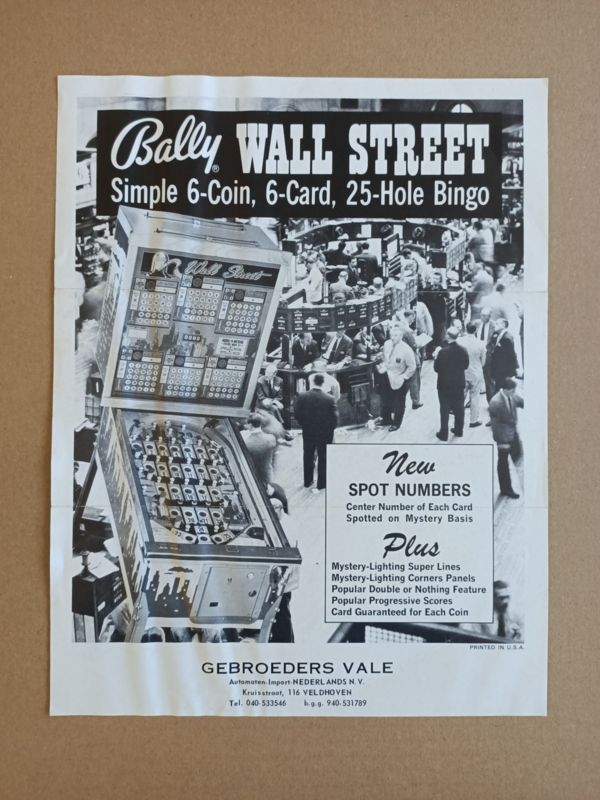 Bally® WALL STREET
Simple 6-Coin, 6-Card, 25-Hole Bingo
Wall Street
New
SPOT NUMBERS
Center Number of Each Card
Spotted on Mystery Basis
Plus
Mystery-Lighting Super Lines
Mystery-Lighting Corners Panels
Popular Double or Nothing Feature
Popular Progressive Scores
Card Guaranteed for Each Coin
PRINTED IN U.S.A.
GEBROEDERS VALE
Automaten-Import-NEDERLANDS N.V.
Kruisstraat, 116 VELDHOVEN
Tel. 040-533546 b.g.g. 940-531789